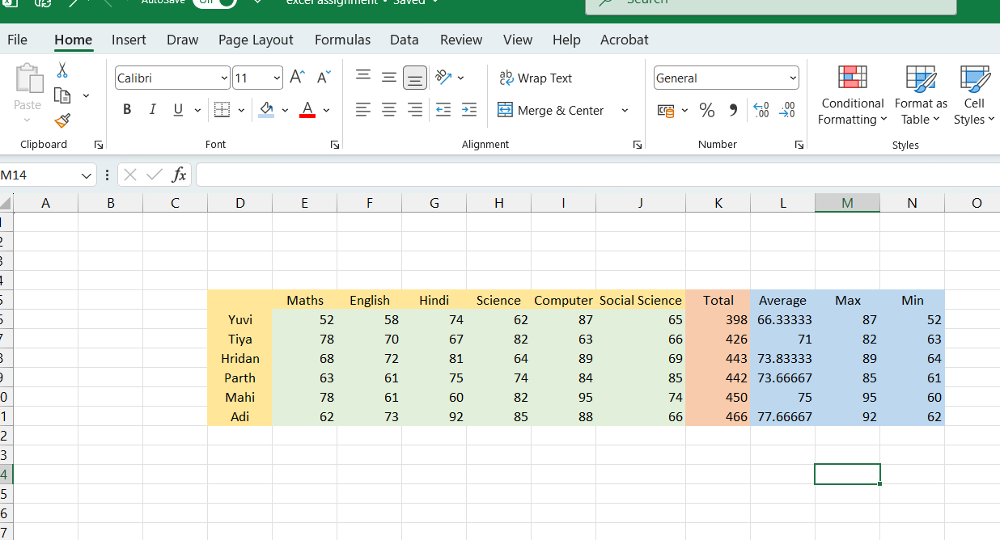 AutoSave Off excel assignment • Saved Search
File Home Insert Draw Page Layout Formulas Data Review View Help Acrobat
Calibri 11 A A ab Wrap Text General
Paste B I U A Merge & Center % 9 .00 .00 Conditional Formatting Format as Table Cell Styles
Clipboard Font Alignment Number Styles
M14 fx
A B C D E F G H I J K L M N O
1
2
3
4
5 Maths English Hindi Science Computer Social Science Total Average Max Min
6 Yuvi 52 58 74 62 87 65 398 66.33333 87 52
7 Tiya 78 70 67 82 63 66 426 71 82 63
8 Hridan 68 72 81 64 89 69 443 73.83333 89 64
9 Parth 63 61 75 74 84 85 442 73.66667 85 61
0 Mahi 78 61 60 82 95 74 450 75 95 60
1 Adi 62 73 92 85 88 66 466 77.66667 92 62
2
3
4
5
6
7